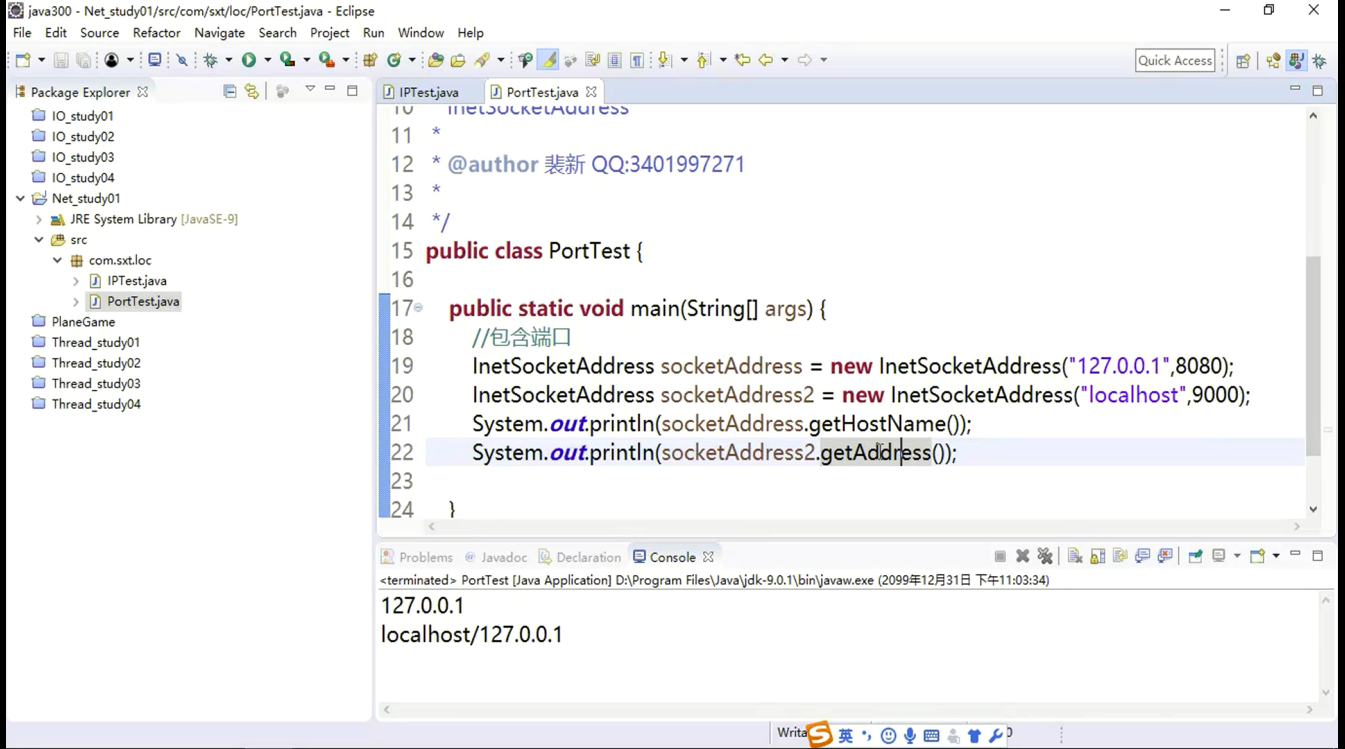 java300 - Net_study01/src/com/sxt/loc/PortTest.java - Eclipse
File Edit Source Refactor Navigate Search Project Run Window Help
Quick Access
Package Explorer
IO_study01
IO_study02
IO_study03
IO_study04
Net_study01
JRE System Library [JavaSE-9]
src
com.sxt.loc
IPTest.java
PortTest.java
PlaneGame
Thread_study01
Thread_study02
Thread_study03
Thread_study04
IPTest.java PortTest.java
10 InetSocketAddress
11 *
12 * @author 裴新 QQ:3401997271
13 *
14 */
15 public class PortTest {
16
17 public static void main(String[] args) {
18 //包含端口
19 InetSocketAddress socketAddress = new InetSocketAddress("127.0.0.1",8080);
20 InetSocketAddress socketAddress2 = new InetSocketAddress("localhost",9000);
21 System.out.println(socketAddress.getHostName());
22 System.out.println(socketAddress2.getAddress());
23
24 }
Problems @ Javadoc Declaration Console
<terminated> PortTest [Java Application] D:\Program Files\Java\jdk-9.0.1\bin\javaw.exe (2099年12月31日 下午11:03:34)
127.0.0.1
localhost/127.0.0.1
Writa 英 0